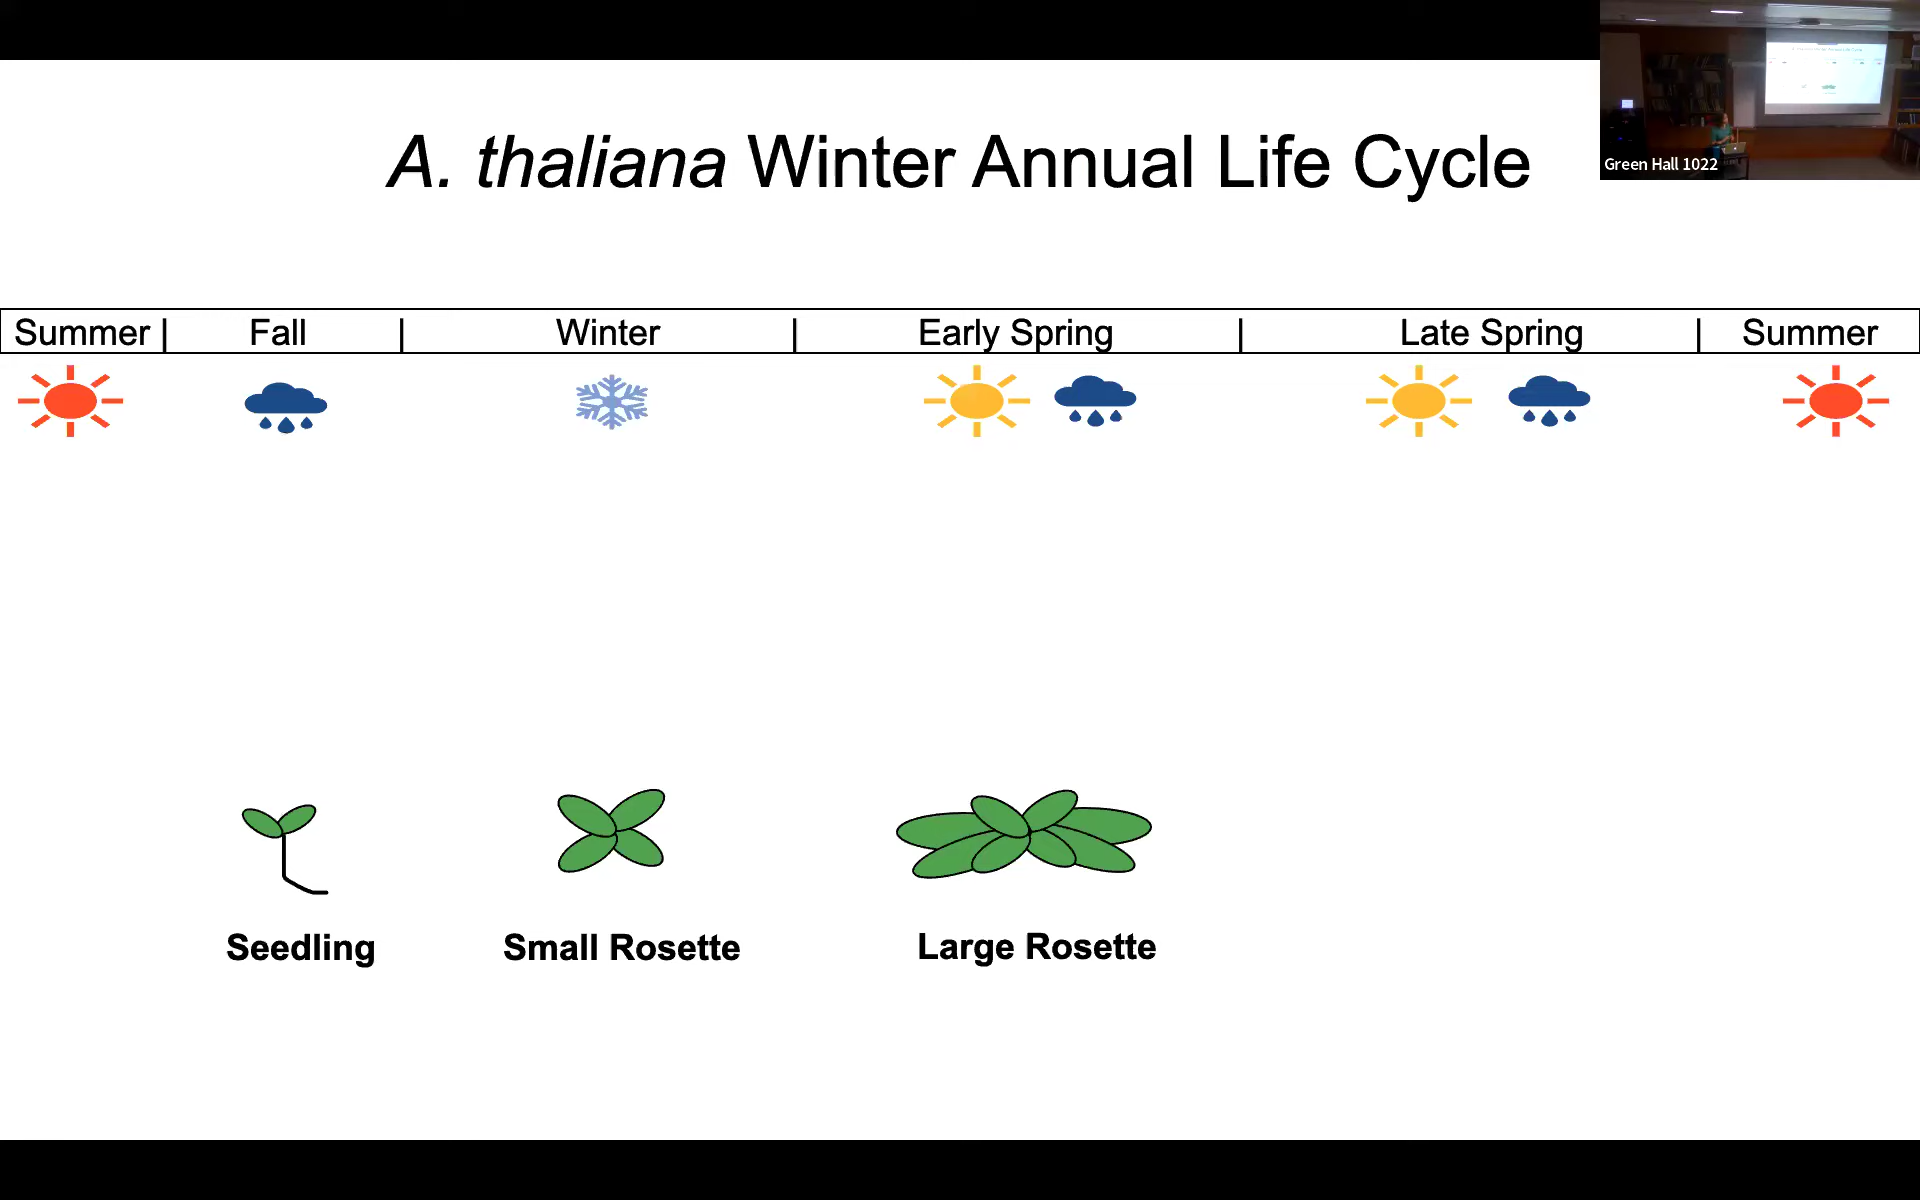 A. thaliana Winter Annual Life Cycle
Green Hall 1022
Summer | Fall | Winter | Early Spring | Late Spring | Summer
Seedling Small Rosette Large Rosette